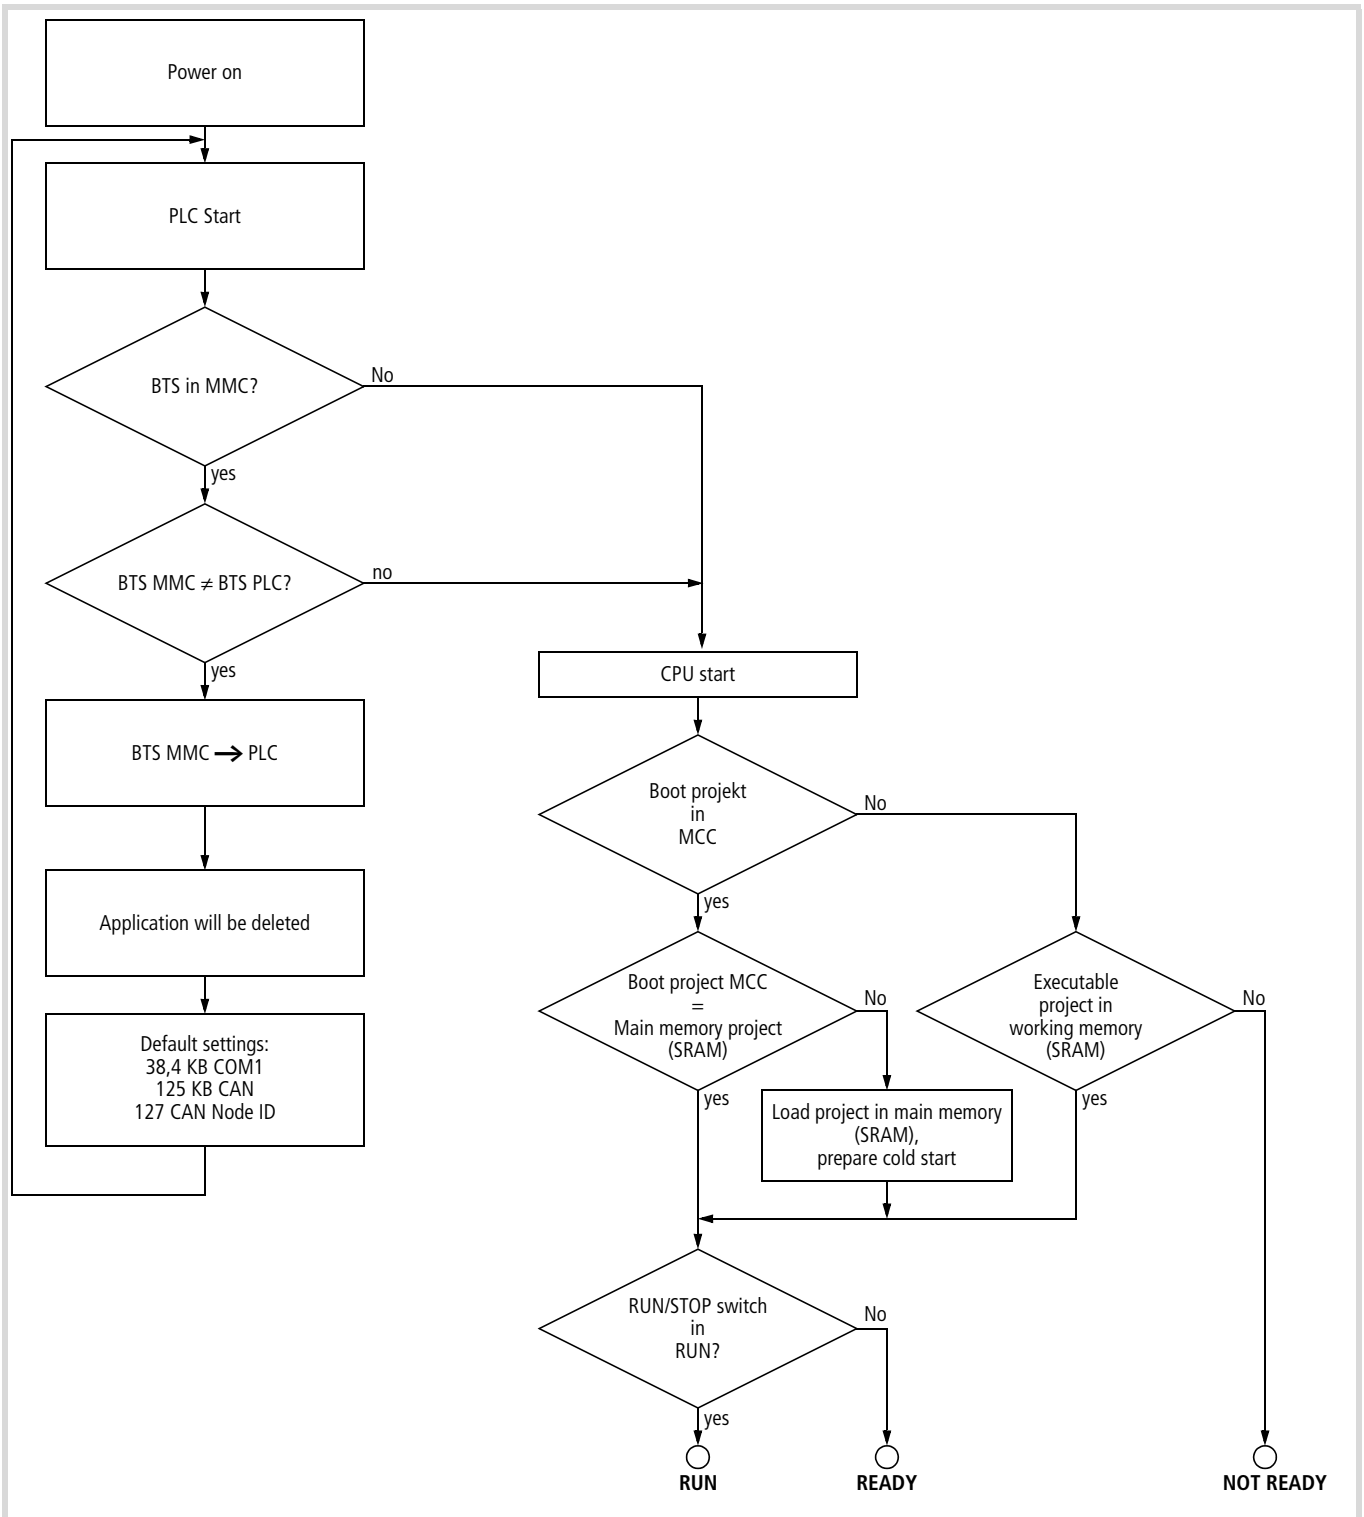 Power on
PLC Start
BTS in MMC?
No
yes
BTS MMC ≠ BTS PLC?
no
yes
BTS MMC → PLC
Application will be deleted
Default settings:
38,4 KB COM1
125 KB CAN
127 CAN Node ID
CPU start
Boot projekt
in
MCC
No
yes
Boot project MCC
=
Main memory project
(SRAM)
No
yes
Load project in main memory
(SRAM),
prepare cold start
Executable
project in
working memory
(SRAM)
No
yes
RUN/STOP switch
in
RUN?
No
yes
RUN
READY
NOT READY